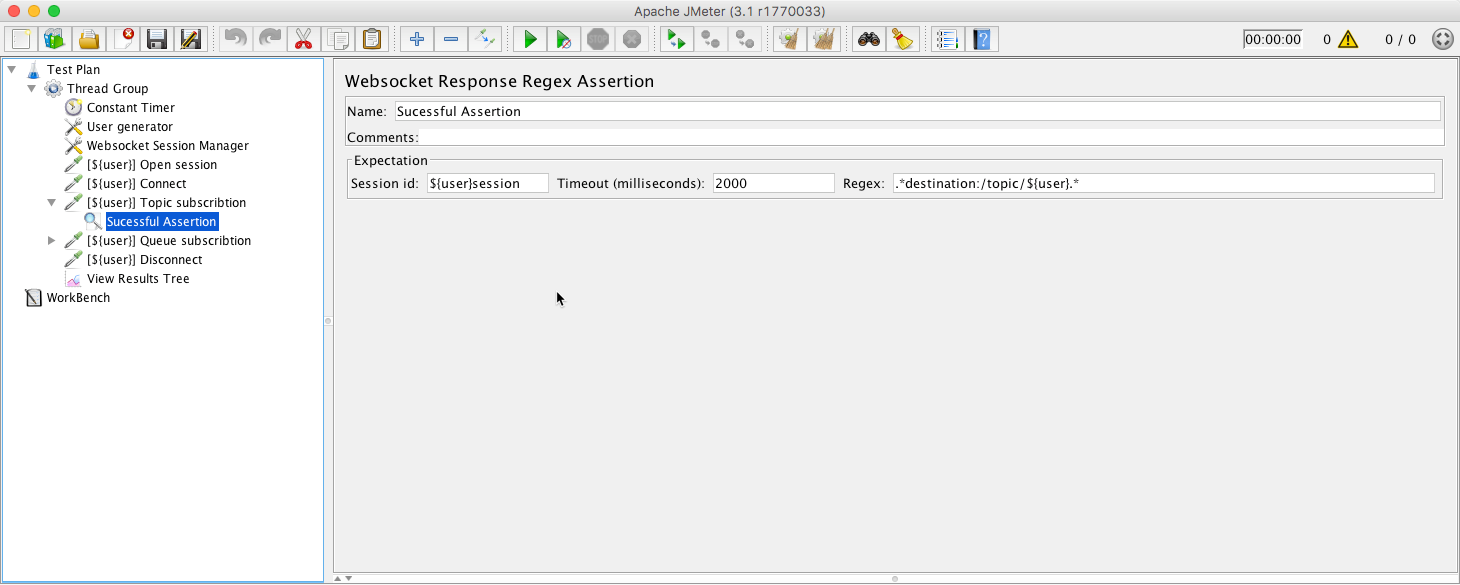 Apache JMeter (3.1 r1770033)
STOP
00:00:00 0 0 / 0
?
Test Plan
Thread Group
Constant Timer
User generator
Websocket Session Manager
[${user}] Open session
[${user}] Connect
[${user}] Topic subscribtion
Sucessful Assertion
[${user}] Queue subscribtion
[${user}] Disconnect
View Results Tree
WorkBench
Websocket Response Regex Assertion
Name: Sucessful Assertion
Comments:
Expectation
Session id: ${user}session Timeout (milliseconds): 2000 Regex: .*destination:/topic/${user}.*